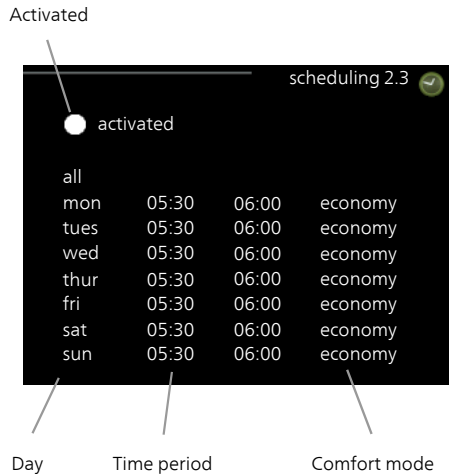 Activated
scheduling 2.3
activated
all
mon 05:30 06:00 economy
tues 05:30 06:00 economy
wed 05:30 06:00 economy
thur 05:30 06:00 economy
fri 05:30 06:00 economy
sat 05:30 06:00 economy
sun 05:30 06:00 economy
Day Time period Comfort mode